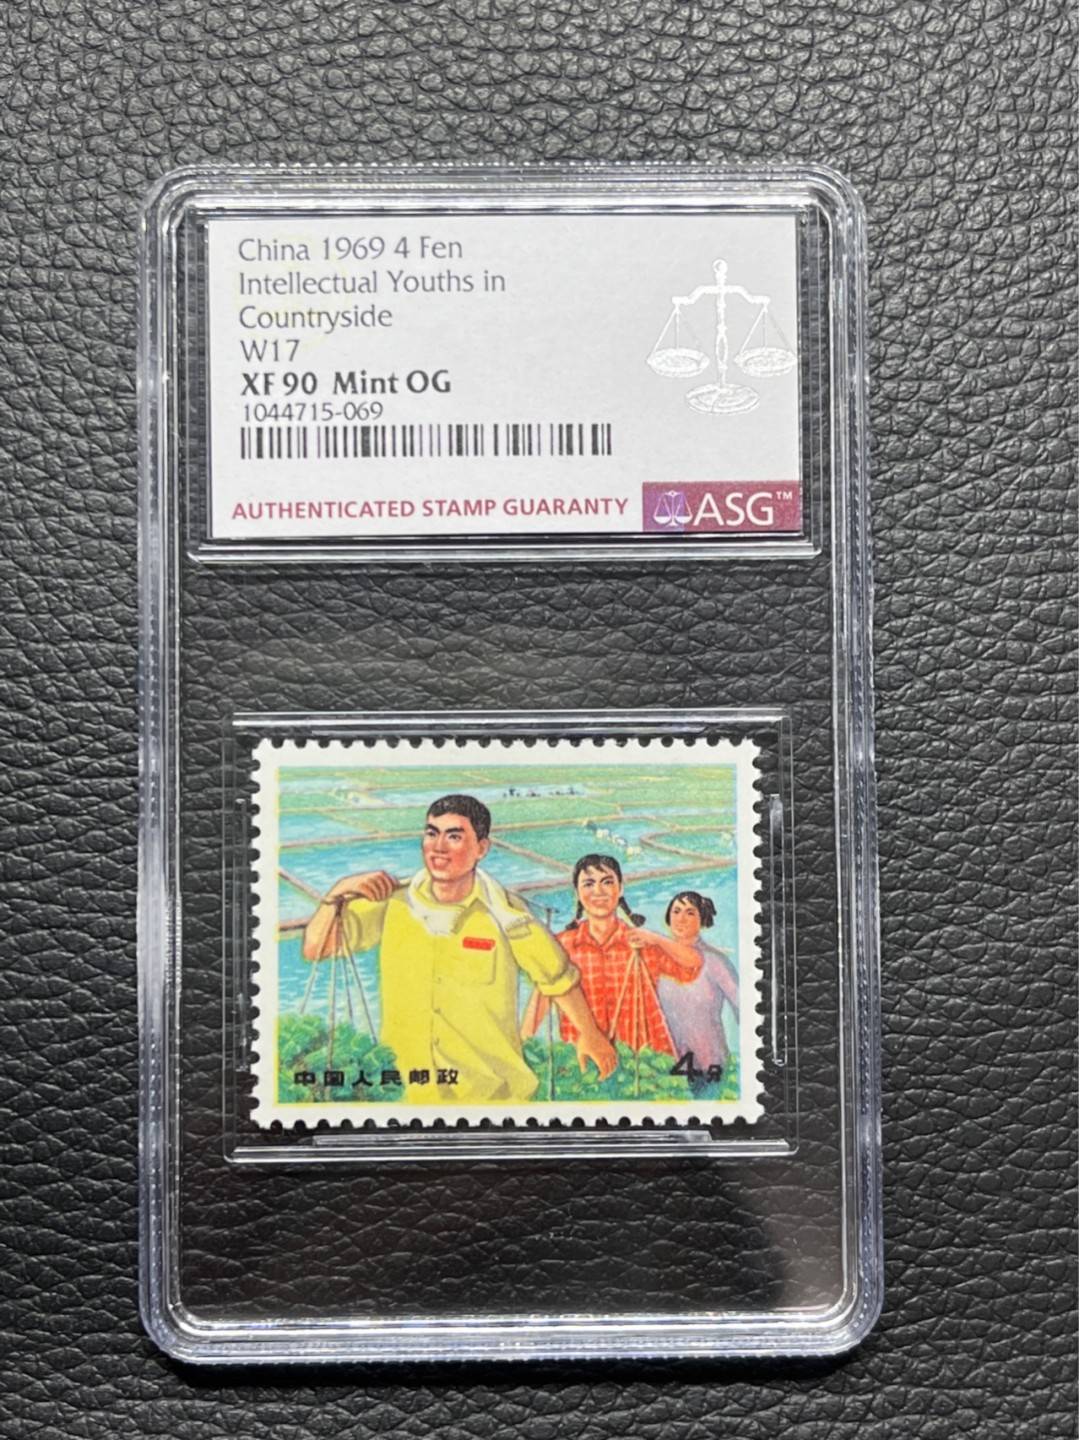 China 1969 4 Fen
Intellectual Youths in
Countryside
W17
XF 90 Mint OG
1044715-069
AUTHENTICATED STAMP GUARANTY ASG™
中国人民邮政 4分